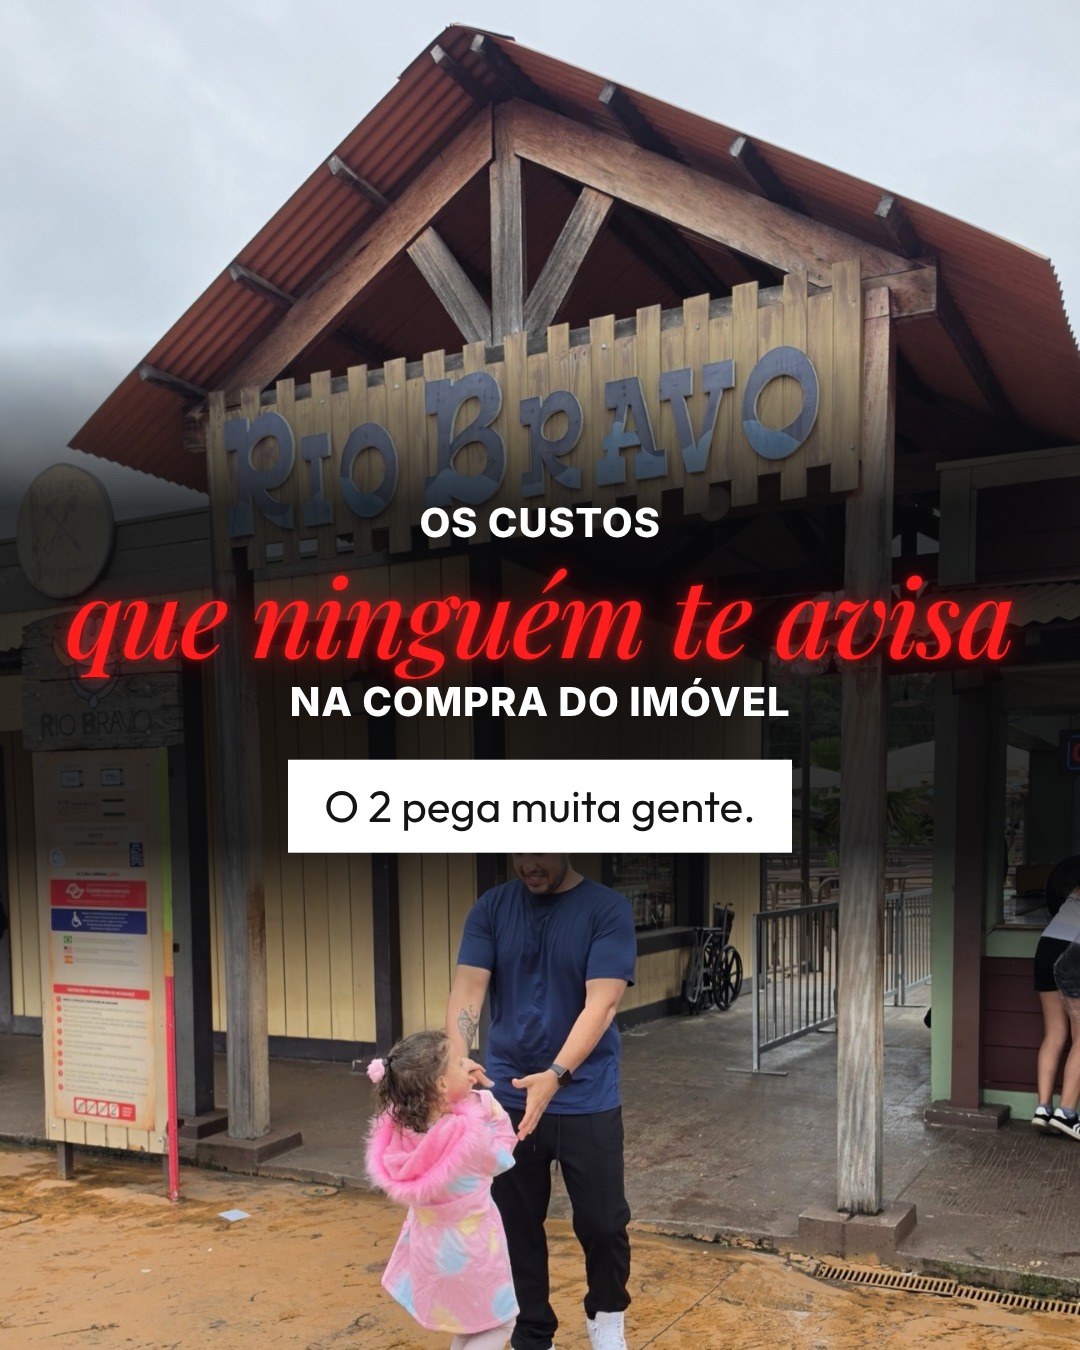 RIO BRAVO
OS CUSTOS
que ninguém te avisa
NA COMPRA DO IMÓVEL
RIO BRAVO
O 2 pega muita gente.